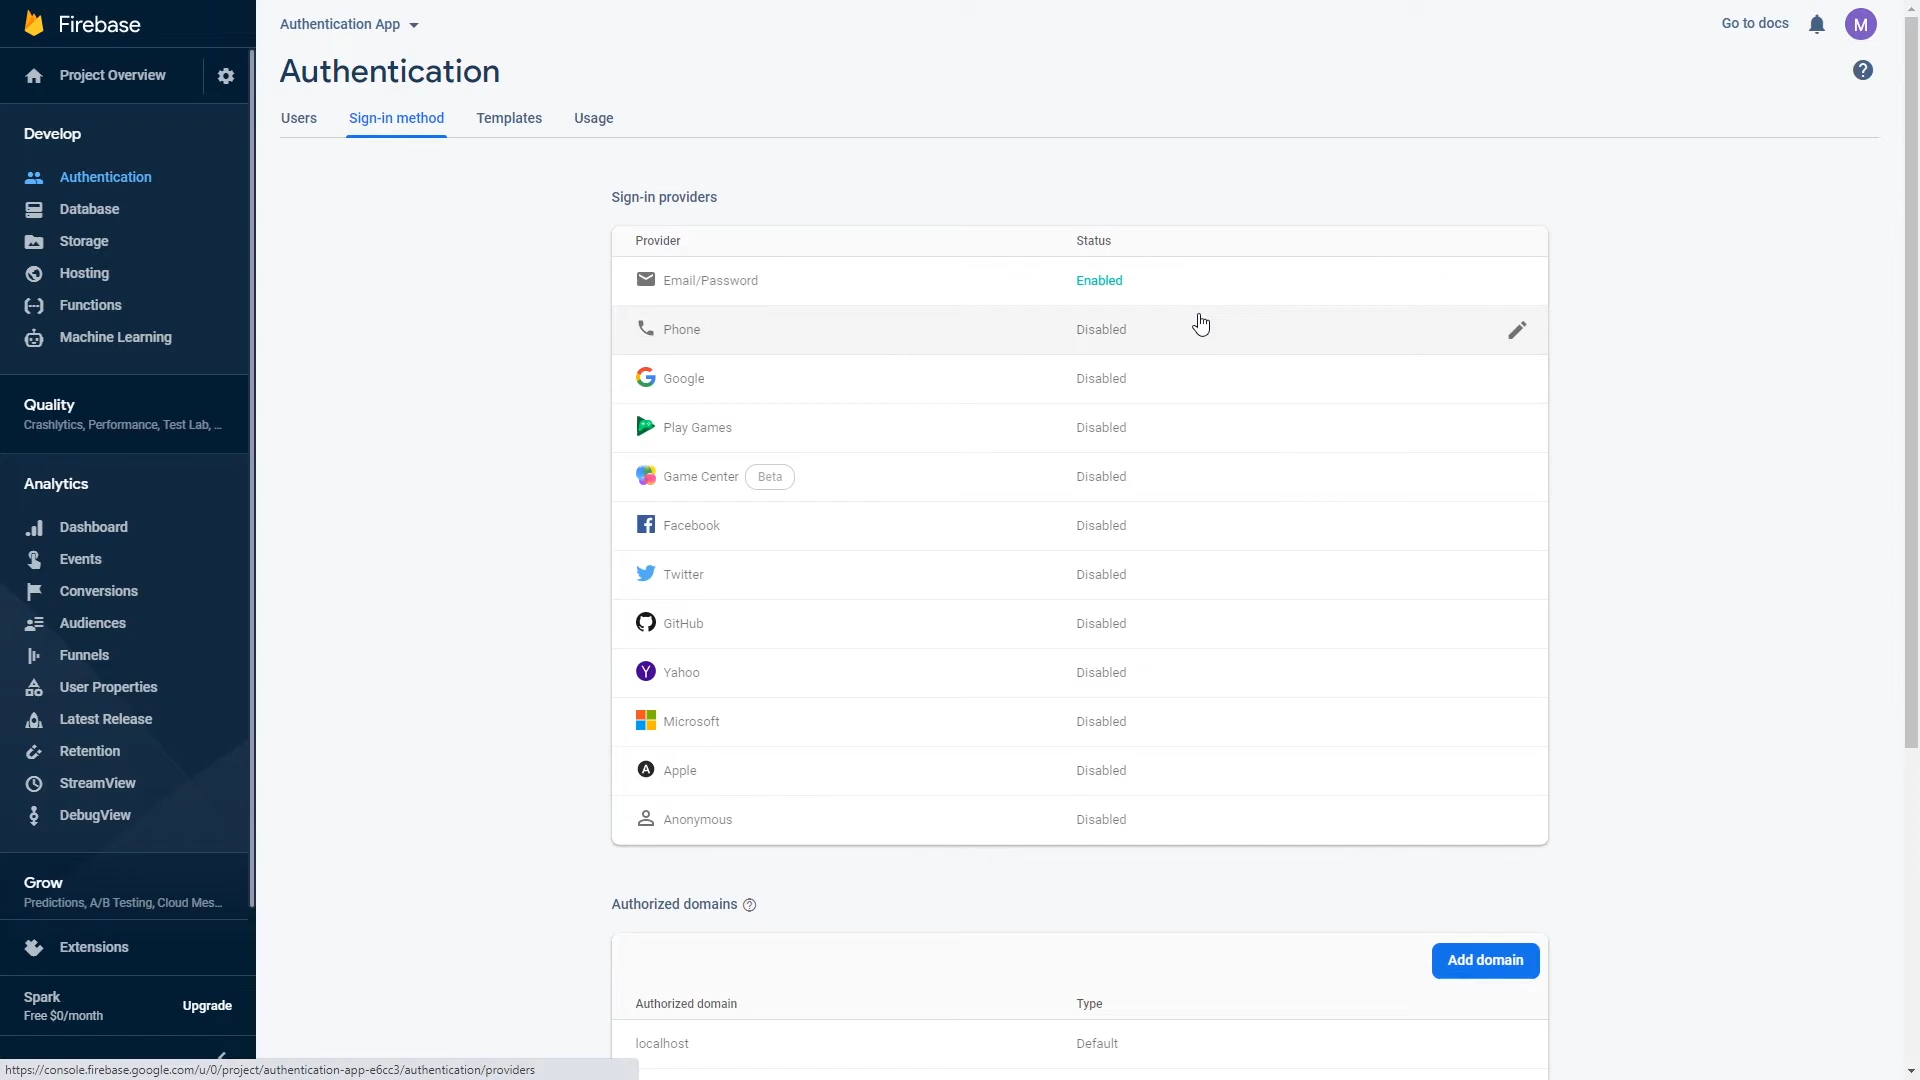 Firebase
Project Overview
Develop
Authentication
Database
Storage
Hosting
Functions
Machine Learning
Quality
Crashlytics, Performance, Test Lab, ...
Analytics
Dashboard
Events
Conversions
Audiences
Funnels
User Properties
Latest Release
Retention
StreamView
DebugView
Grow
Predictions, A/B Testing, Cloud Mes...
Extensions
Spark
Free $0/month
Upgrade
Authentication App
Go to docs
M
Authentication
?
Users Sign-in method Templates Usage
Sign-in providers
Provider Status
Email/Password Enabled
Phone Disabled
Google Disabled
Play Games Disabled
Game Center Beta Disabled
Facebook Disabled
Twitter Disabled
GitHub Disabled
Yahoo Disabled
Microsoft Disabled
Apple Disabled
Anonymous Disabled
Authorized domains ?
Add domain
Authorized domain Type
localhost Default
https://console.firebase.google.com/u/0/project/authentication-app-e6cc3/authentication/providers